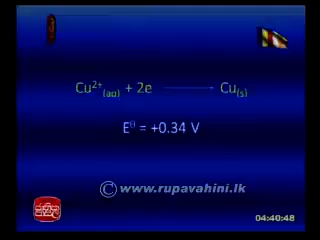 Cu²⁺(aq) + 2e ⟶ Cu(s)
E⁰ = +0.34 V
© www.rupavahini.lk
04:40:48